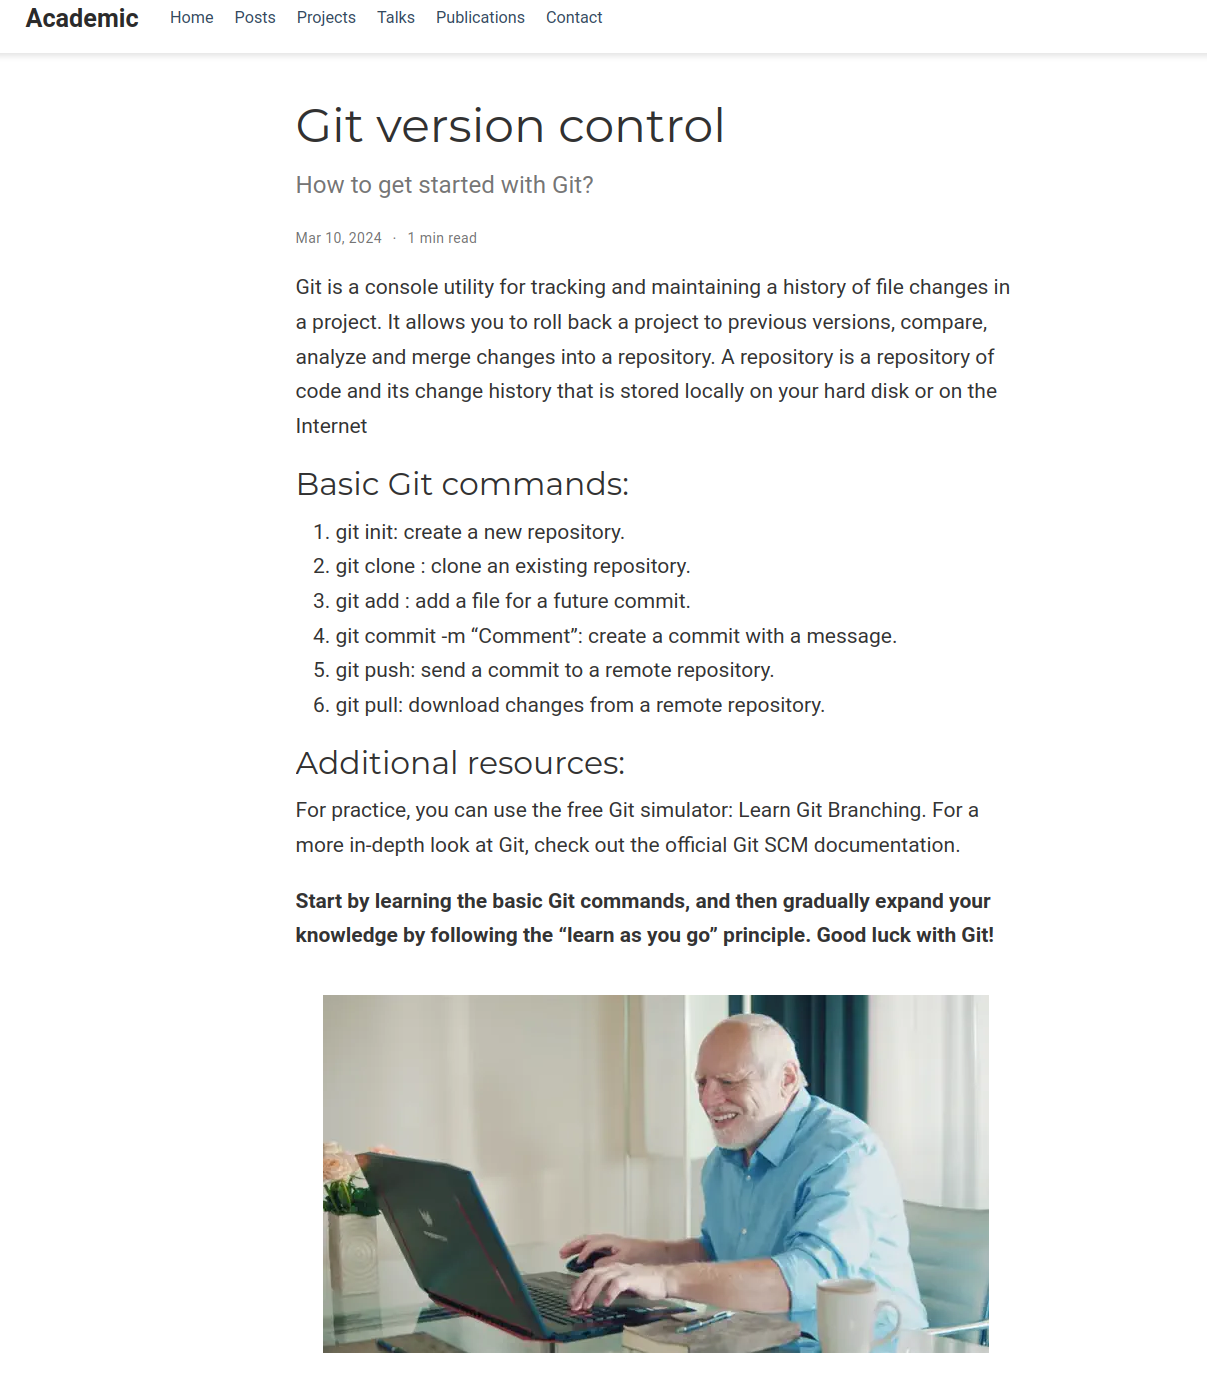 Academic Home Posts Projects Talks Publications Contact
Git version control
How to get started with Git?
Mar 10, 2024 · 1 min read
Git is a console utility for tracking and maintaining a history of file changes in
a project. It allows you to roll back a project to previous versions, compare,
analyze and merge changes into a repository. A repository is a repository of
code and its change history that is stored locally on your hard disk or on the
Internet
Basic Git commands:
1. git init: create a new repository.
2. git clone : clone an existing repository.
3. git add : add a file for a future commit.
4. git commit -m “Comment”: create a commit with a message.
5. git push: send a commit to a remote repository.
6. git pull: download changes from a remote repository.
Additional resources:
For practice, you can use the free Git simulator: Learn Git Branching. For a
more in-depth look at Git, check out the official Git SCM documentation.
Start by learning the basic Git commands, and then gradually expand your
knowledge by following the “learn as you go” principle. Good luck with Git!